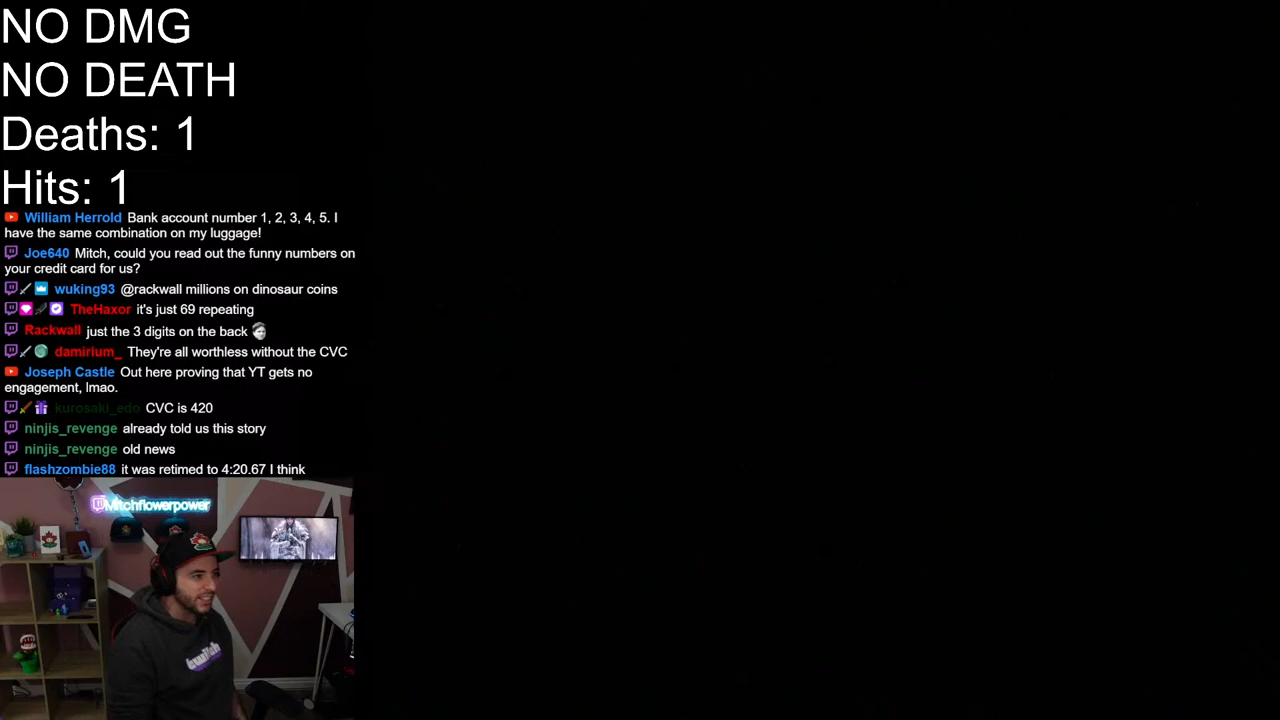 NO DMG
NO DEATH
Deaths: 1
Hits: 1
William Herrold Bank account number 1, 2, 3, 4, 5. I
have the same combination on my luggage!
Joe640 Mitch, could you read out the funny numbers on
your credit card for us?
wuking93 @rackwall millions on dinosaur coins
TheHaxor it's just 69 repeating
Rackwall just the 3 digits on the back
damirium_ They're all worthless without the CVC
Joseph Castle Out here proving that YT gets no
engagement, lmao.
kurosaki_edo CVC is 420
ninjis_revenge already told us this story
ninjis_revenge old news
flashzombie88 it was retimed to 4:20.67 I think
Mitchflowerpower
twitch